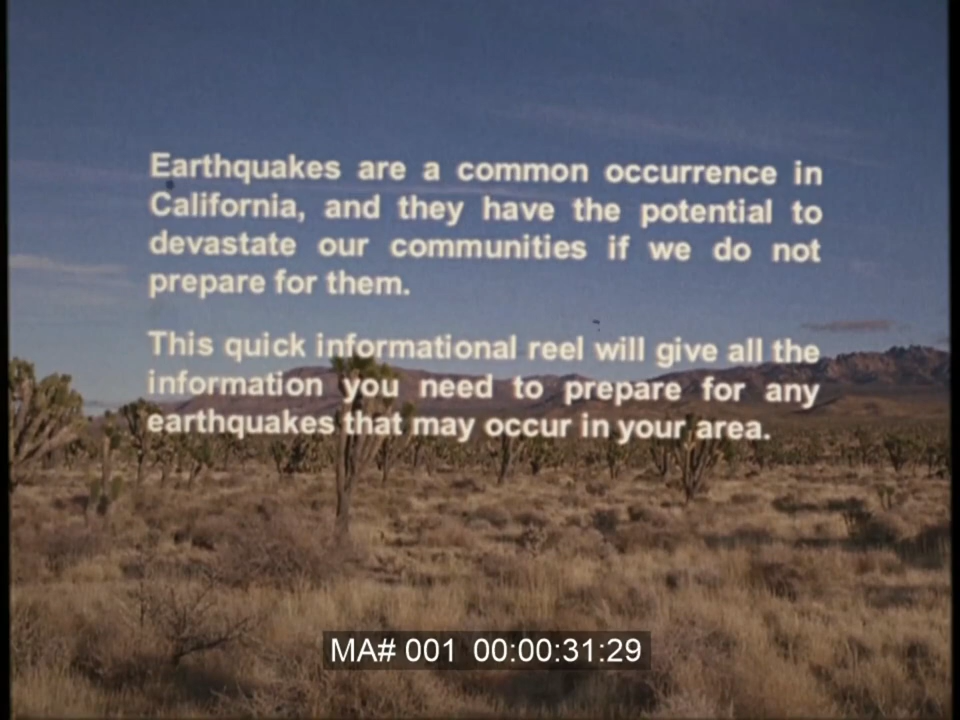 Earthquakes are a common occurrence in
California, and they have the potential to
devastate our communities if we do not
prepare for them.
This quick informational reel will give all the
information you need to prepare for any
earthquakes that may occur in your area.
MA# 001 00:00:31:29